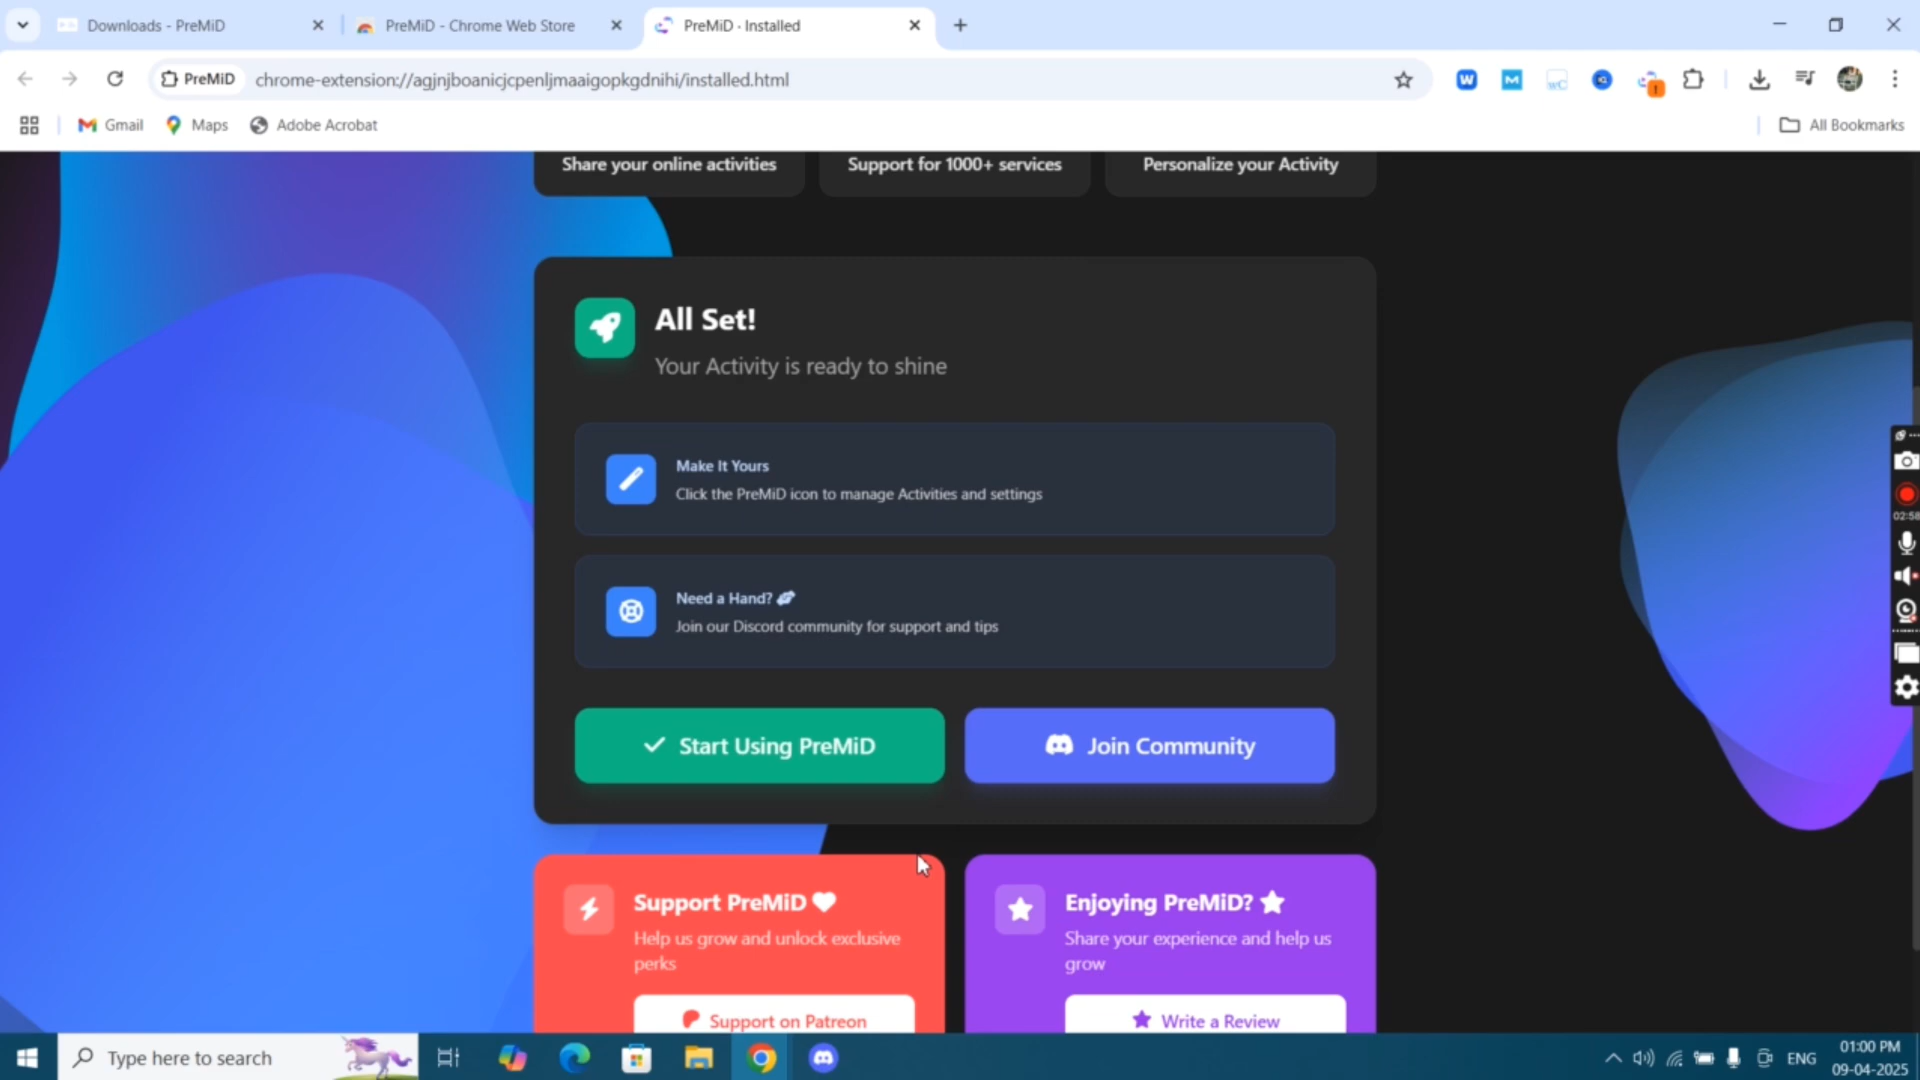 Downloads - PreMiD
PreMiD - Chrome Web Store
PreMiD - Installed
PreMiD
chrome-extension://agjnjboanicjcpenljmaaigopkgdnihi/installed.html
Gmail
Maps
Adobe Acrobat
All Bookmarks
Share your online activities
Support for 1000+ services
Personalize your Activity
All Set!
Your Activity is ready to shine
Make It Yours
Click the PreMiD icon to manage Activities and settings
Need a Hand?
Join our Discord community for support and tips
Start Using PreMiD
Join Community
Support PreMiD
Help us grow and unlock exclusive
perks
Support on Patreon
Enjoying PreMiD?
Share your experience and help us
grow
Write a Review
02:58
Type here to search
ENG
01:00 PM
09-04-2025